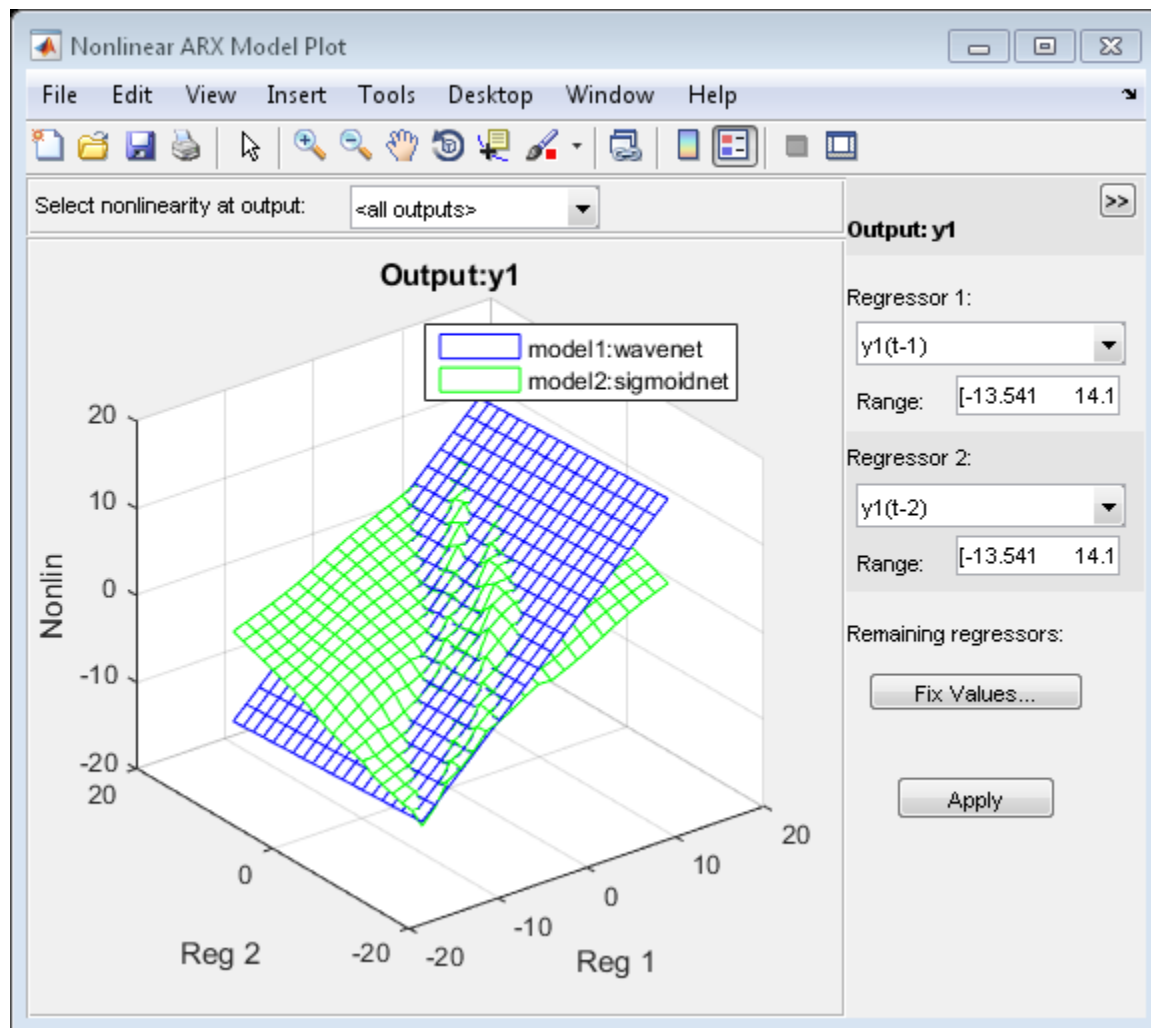 Nonlinear ARX Model Plot
File Edit View Insert Tools Desktop Window Help
Select nonlinearity at output: <all outputs>
>>
Output: y1
Output:y1
model1:wavenet
model2:sigmoidnet
20
10
0
-10
-20
Nonlin
20
0
-20
Reg 2
-20
-10
0
10
20
Reg 1
Regressor 1:
y1(t-1)
Range: [-13.541 14.1
Regressor 2:
y1(t-2)
Range: [-13.541 14.1
Remaining regressors:
Fix Values...
Apply